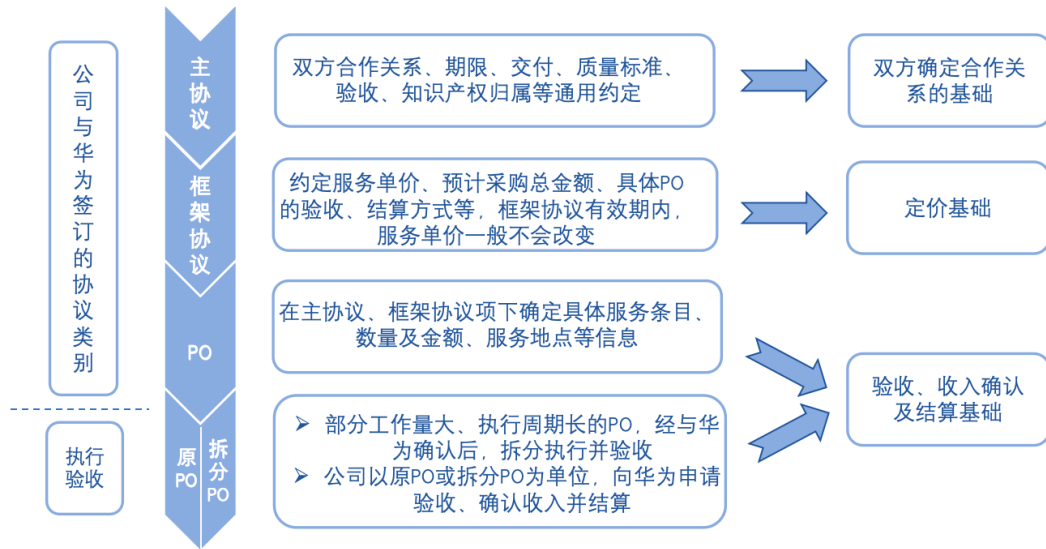 公司与华为签订的协议类别
主协议
双方合作关系、期限、交付、质量标准、
验收、知识产权归属等通用约定
双方确定合作关
系的基础
框架协议
约定服务单价、预计采购总金额、具体PO
的验收、结算方式等，框架协议有效期内，
服务单价一般不会改变
定价基础
PO
在主协议、框架协议项下确定具体服务条目、
数量及金额、服务地点等信息
验收、收入确认
及结算基础
执行
验收
原PO
拆分PO
➢ 部分工作量大、执行周期长的PO，经与华
为确认后，拆分执行并验收
➢ 公司以原PO或拆分PO为单位，向华为申请
验收、确认收入并结算